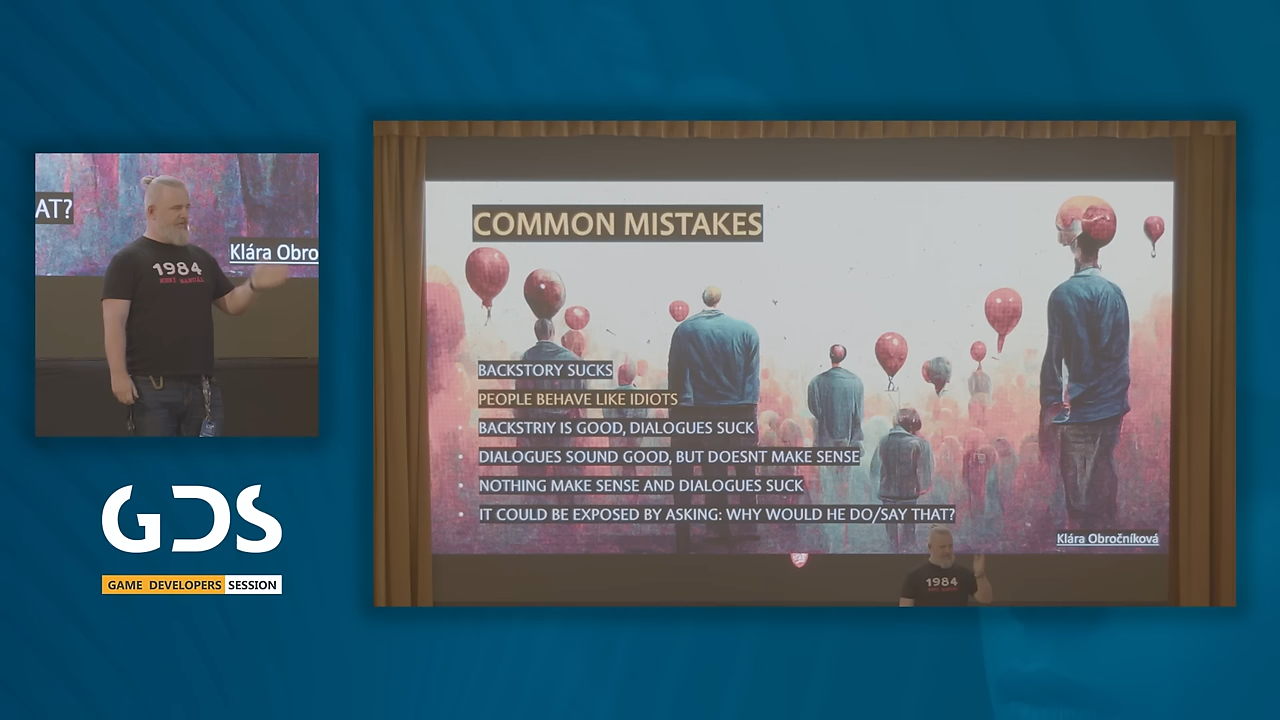 AT?
Klára Obro
1984
GDS
GAME DEVELOPERS SESSION
COMMON MISTAKES
BACKSTORY SUCKS
PEOPLE BEHAVE LIKE IDIOTS
BACKSTRIY IS GOOD, DIALOGUES SUCK
• DIALOGUES SOUND GOOD, BUT DOESNT MAKE SENSE
• NOTHING MAKE SENSE AND DIALOGUES SUCK
• IT COULD BE EXPOSED BY ASKING: WHY WOULD HE DO/SAY THAT?
Klára Obročníková
1984